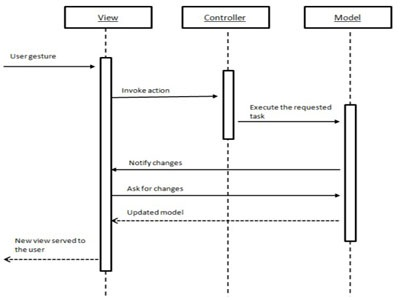 View
Controller
Model
User gesture
Invoke action
Execute the requested
task
Notify changes
Ask for changes
Updated model
New view served to
the user